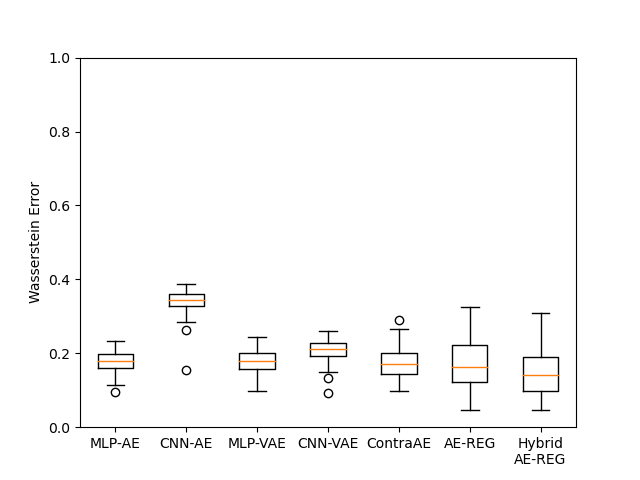 1.0
0.8
0.6
0.4
0.2
0.0
Wasserstein Error
MLP-AE
CNN-AE
MLP-VAE
CNN-VAE
ContraAE
AE-REG
Hybrid
AE-REG